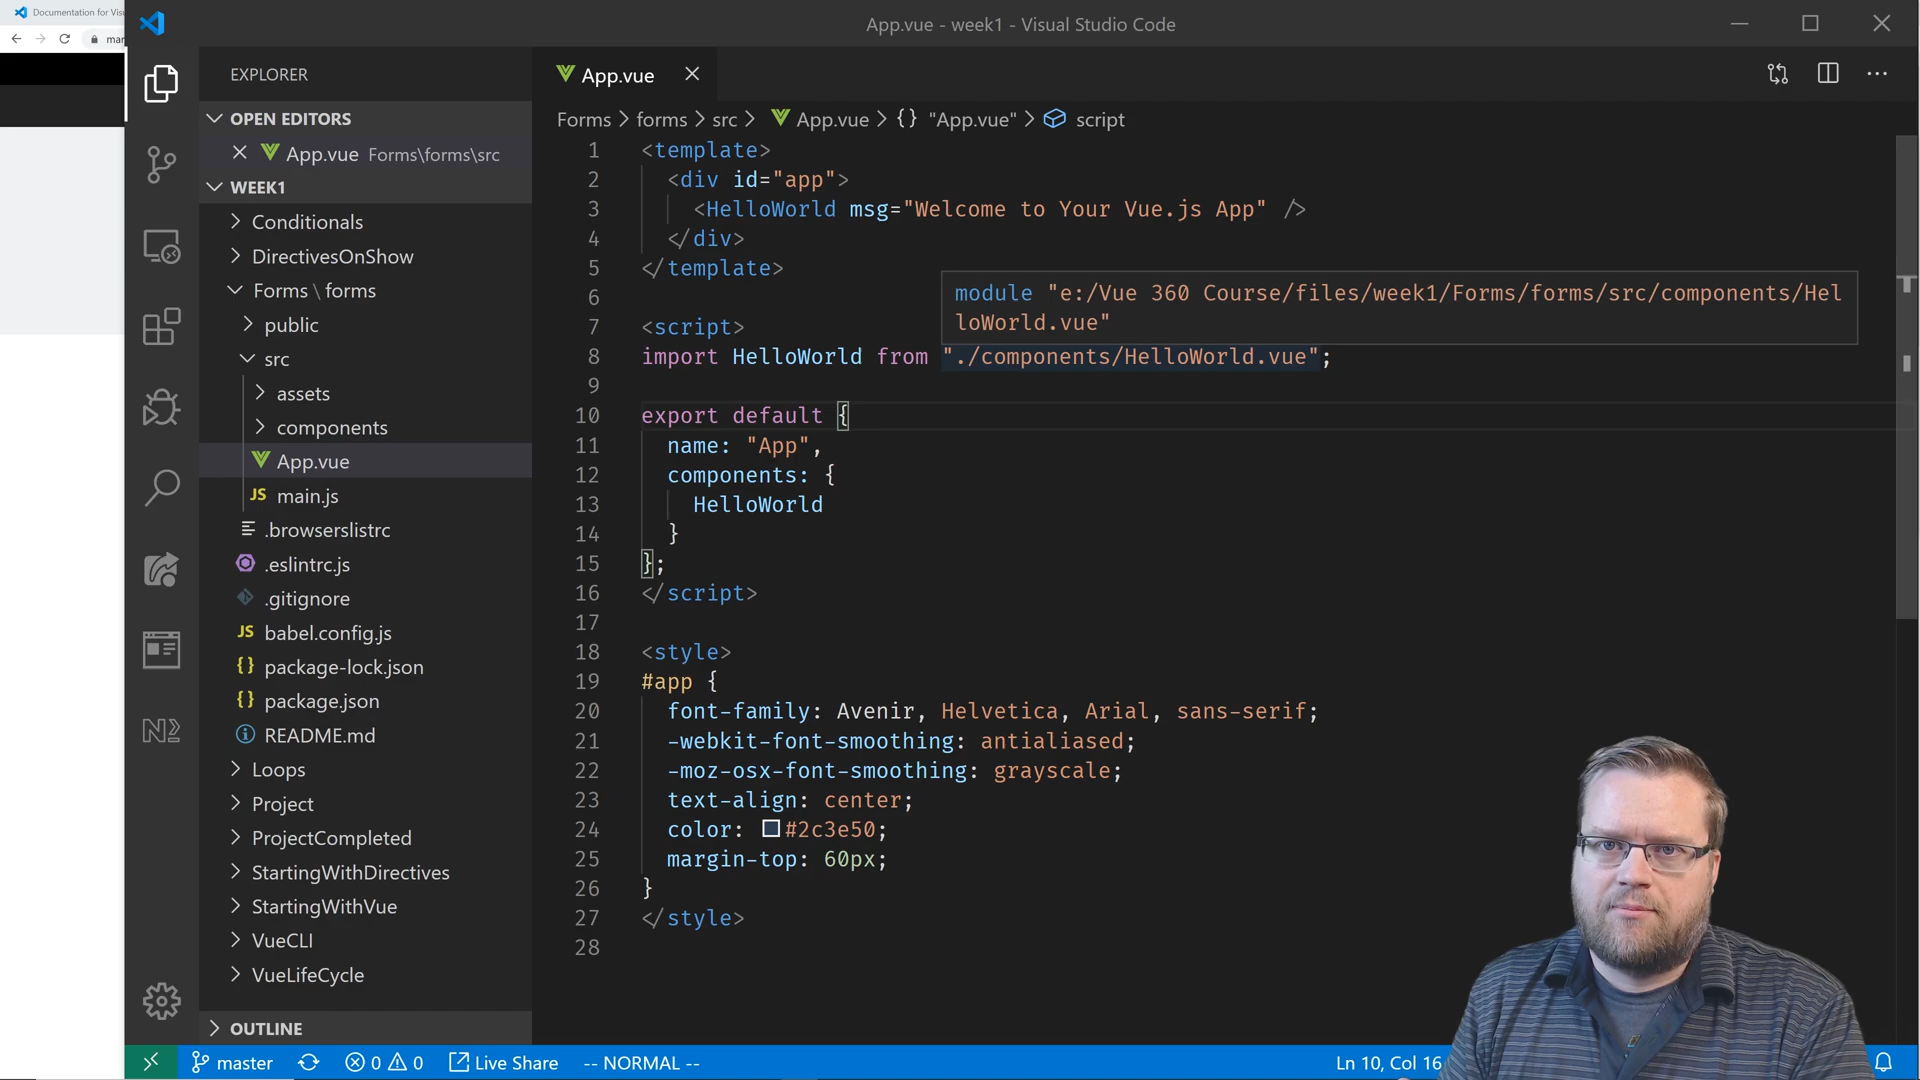 Documentation for Visu
App.vue - week1 - Visual Studio Code
mar
EXPLORER
App.vue
OPEN EDITORS
App.vue Forms\forms\src
WEEK1
Conditionals
DirectivesOnShow
Forms \ forms
public
src
assets
components
App.vue
JS main.js
.browserslistrc
.eslintrc.js
.gitignore
JS babel.config.js
{} package-lock.json
{} package.json
README.md
Loops
Project
ProjectCompleted
StartingWithDirectives
StartingWithVue
VueCLI
VueLifeCycle
OUTLINE
Forms > forms > src > App.vue > {} "App.vue" > script
1 <template>
2 <div id="app">
3 <HelloWorld msg="Welcome to Your Vue.js App" />
4 </div>
5 </template>
6
module "e:/Vue 360 Course/files/week1/Forms/forms/src/components/Hel
loWorld.vue"
7 <script>
8 import HelloWorld from "./components/HelloWorld.vue";
9
10 export default {
11 name: "App",
12 components: {
13 HelloWorld
14 }
15 };
16 </script>
17
18 <style>
19 #app {
20 font-family: Avenir, Helvetica, Arial, sans-serif;
21 -webkit-font-smoothing: antialiased;
22 -moz-osx-font-smoothing: grayscale;
23 text-align: center;
24 color: #2c3e50;
25 margin-top: 60px;
26 }
27 </style>
28
master 0 0 Live Share -- NORMAL -- Ln 10, Col 16